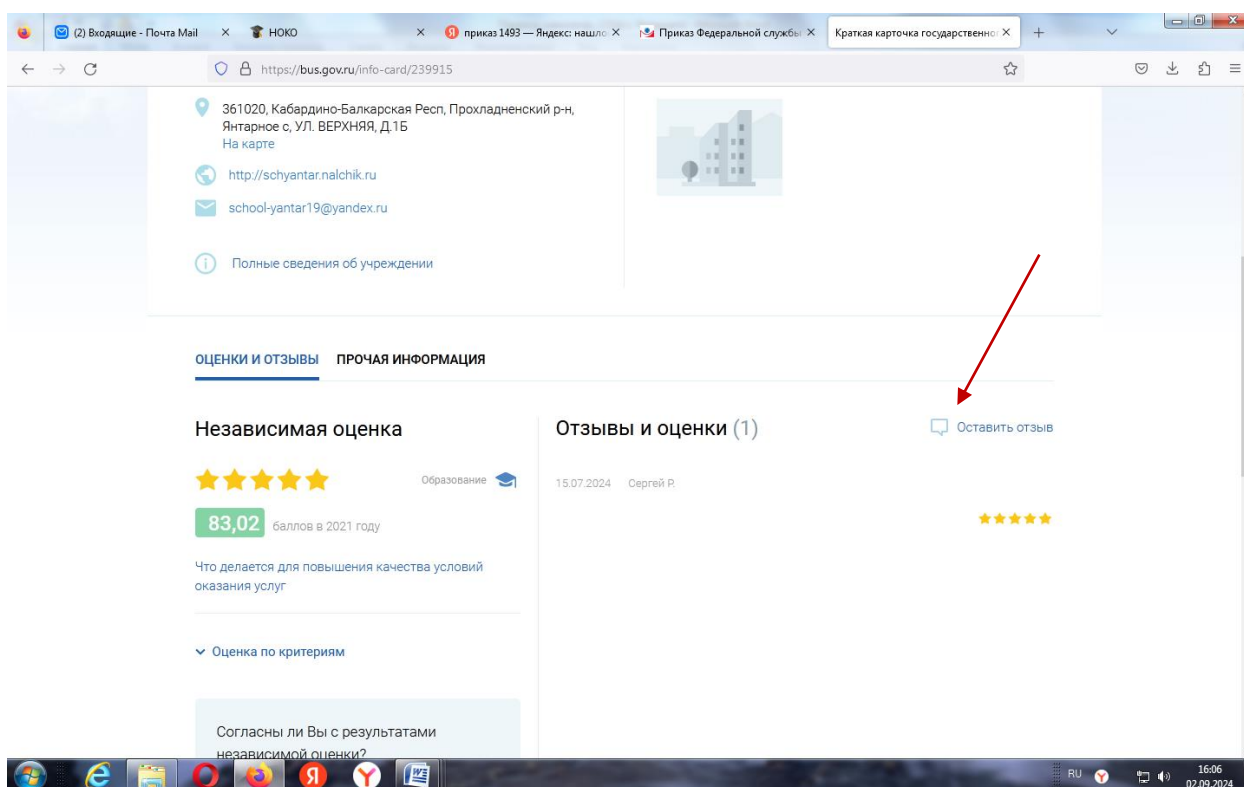 (2) Входящие - Почта Mail
НОКО
приказ 1493 — Яндекс: нашло
Приказ Федеральной службы
Краткая карточка государственно
https://bus.gov.ru/info-card/239915
361020, Кабардино-Балкарская Респ, Прохладненский р-н,
Янтарное с, УЛ. ВЕРХНЯЯ, Д.1Б
На карте
http://schyantar.nalchik.ru
school-yantar19@yandex.ru
Полные сведения об учреждении
ОЦЕНКИ И ОТЗЫВЫ ПРОЧАЯ ИНФОРМАЦИЯ
Независимая оценка
Образование
83,02 баллов в 2021 году
Что делается для повышения качества условий
оказания услуг
Оценка по критериям
Согласны ли Вы с результатами
независимой оценки?
Отзывы и оценки (1)
Оставить отзыв
15.07.2024 Сергей Р.
RU
16:06
02.09.2024